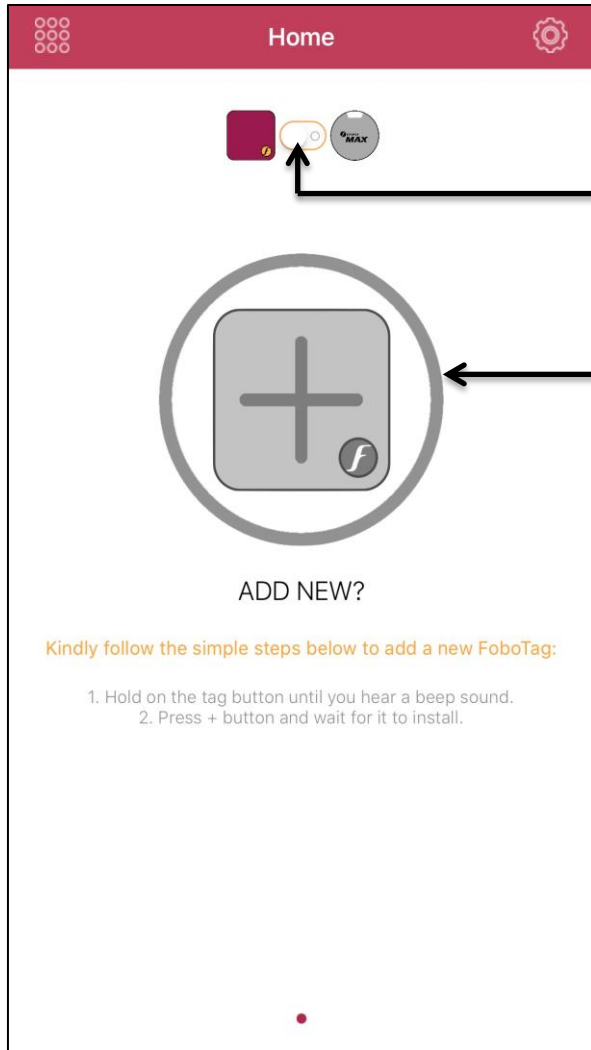 Home
MAX
ADD NEW?
Kindly follow the simple steps below to add a new FoboTag:
1. Hold on the tag button until you hear a beep sound.
2. Press + button and wait for it to install.